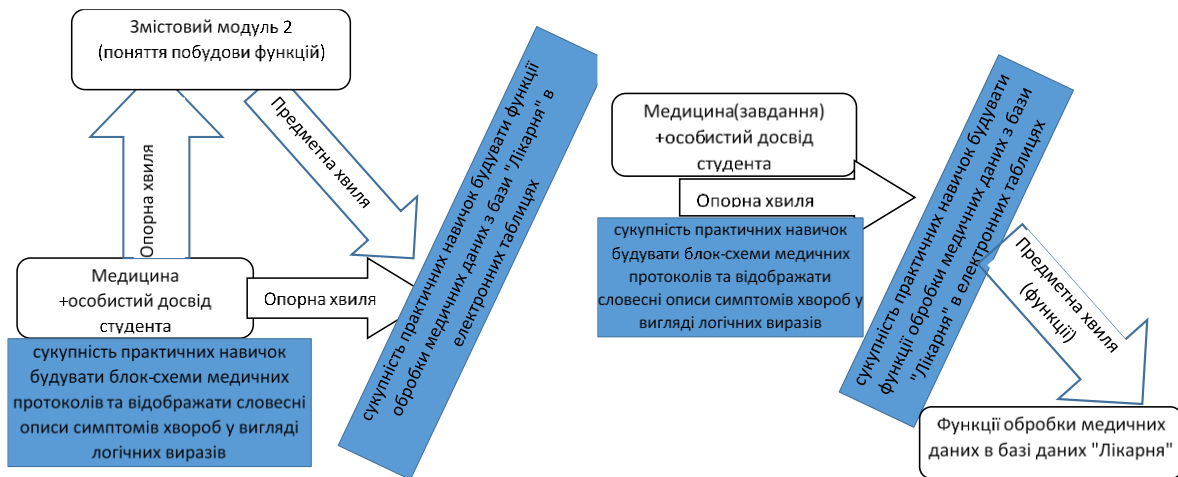 Змістовий модуль 2
(поняття побудови функцій)
Предметна хвиля
Опорна хвиля
Медицина
+особистий досвід
студента
Опорна хвиля
сукупність практичних навичок
будувати блок-схеми медичних
протоколів та відображати словесні
описи симптомів хвороб у вигляді
логічних виразів
сукупність практичних навичок будувати функції
обробки медичних даних з бази "Лікарня" в
електронних таблицях
Медицина(завдання)
+особистий досвід
студента
Опорна хвиля
сукупність практичних навичок
будувати блок-схеми медичних
протоколів та відображати
словесні описи симптомів хвороб у
вигляді логічних виразів
сукупність практичних навичок будувати
функції обробки медичних даних з бази
"Лікарня" в електронних таблицях
Предметна хвиля
(функції)
Функції обробки медичних
даних в базі даних "Лікарня"